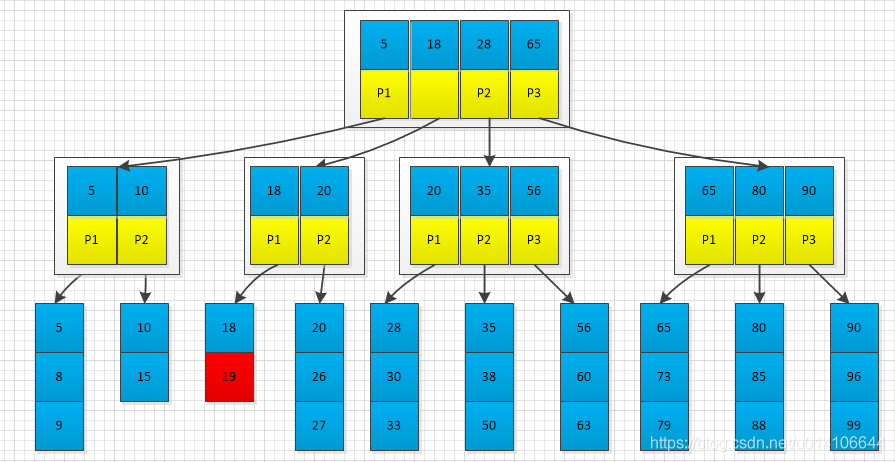 5 18 28 65
P1 P2 P3
5 10 18 20 20 35 56 65 80 90
P1 P2 P1 P2 P1 P2 P3 P1 P2 P3
5 10 18 20 28 35 56 65 80 90
8 15 19 26 30 38 60 73 85 96
9 27 33 50 63 79 88 99